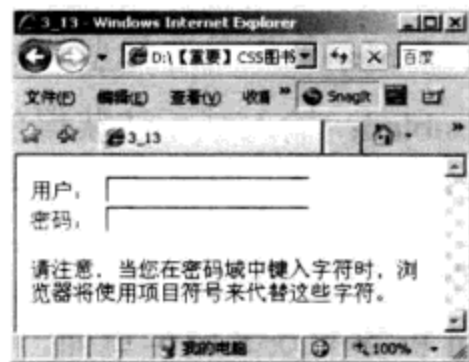 3_13 - Windows Internet Explorer
D:\【重要】CSS图书 百度
文件(F) 编辑(E) 查看(V) 收藏 » Snagit
3_13 »
用户:
密码:
请注意,当您在密码域中键入字符时,浏
览器将使用项目符号来代替这些字符。
我的电脑 100%